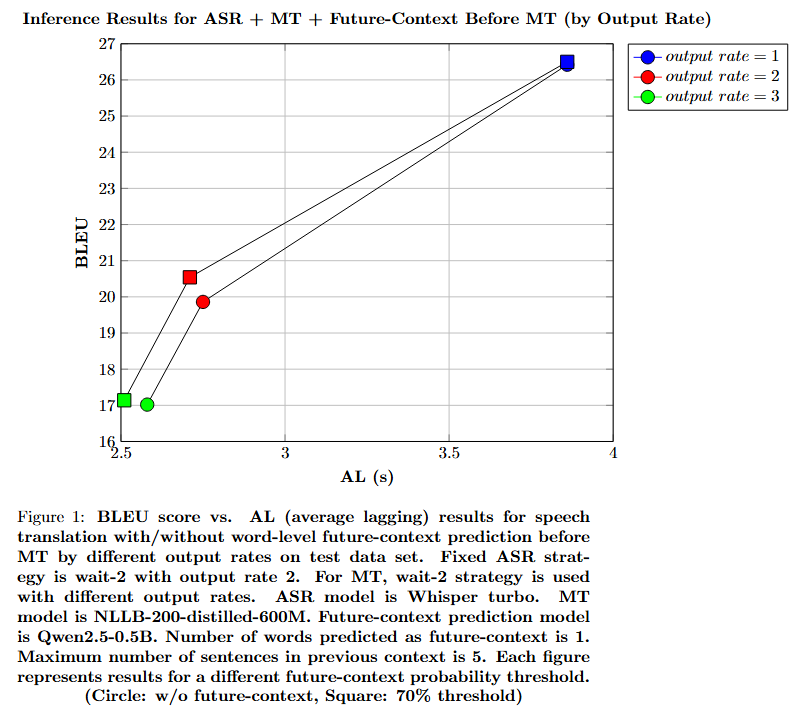 Inference Results for ASR + MT + Future-Context Before MT (by Output Rate)
27
26
25
24
23
22
21
20
19
18
17
16
BLEU
2.5
3
3.5
4
AL (s)
output rate = 1
output rate = 2
output rate = 3
Figure 1: BLEU score vs. AL (average lagging) results for speech
translation with/without word-level future-context prediction before
MT by different output rates on test data set. Fixed ASR strat-
egy is wait-2 with output rate 2. For MT, wait-2 strategy is used
with different output rates. ASR model is Whisper turbo. MT
model is NLLB-200-distilled-600M. Future-context prediction model
is Qwen2.5-0.5B. Number of words predicted as future-context is 1.
Maximum number of sentences in previous context is 5. Each figure
represents results for a different future-context probability threshold.
(Circle: w/o future-context, Square: 70% threshold)